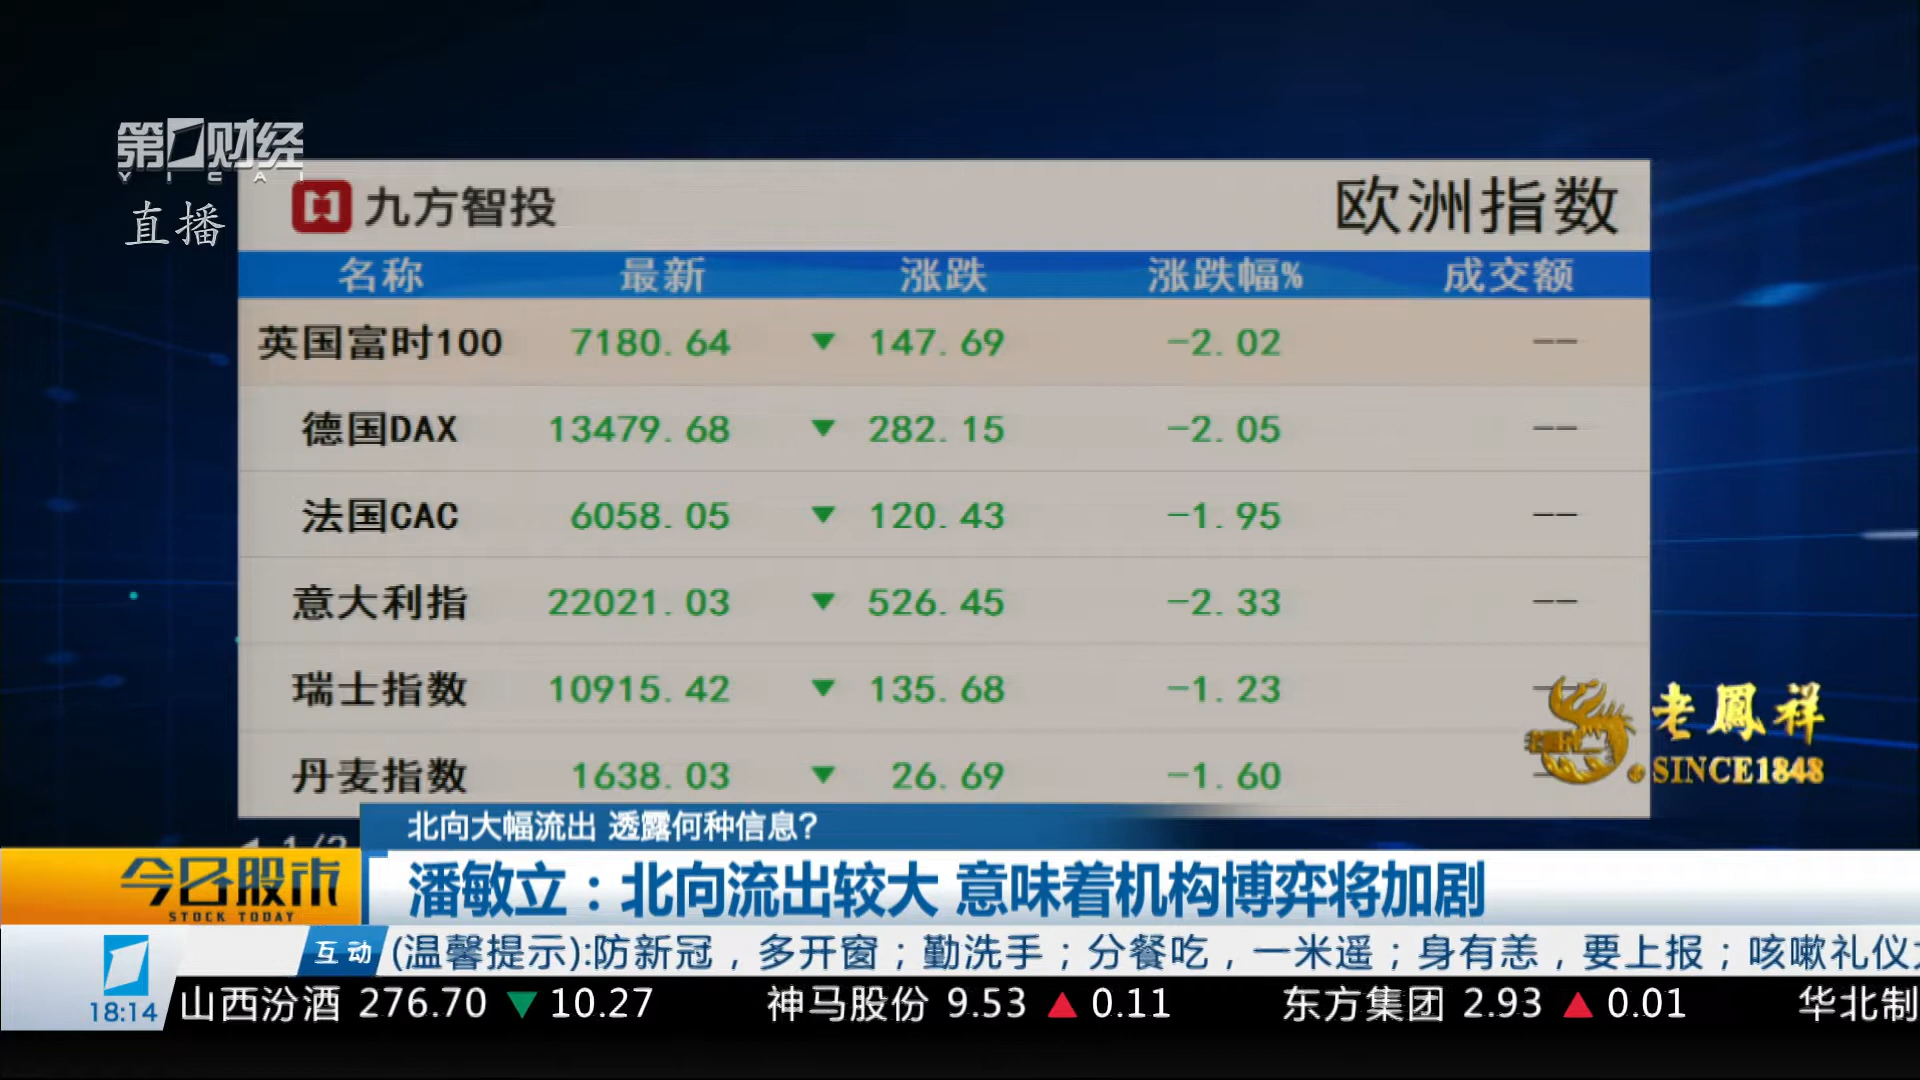 第一财经
YICAI
直播
九方智投
欧洲指数
名称 最新 涨跌 涨跌幅% 成交额
英国富时100 7180.64 ▼ 147.69 -2.02 --
德国DAX 13479.68 ▼ 282.15 -2.05 --
法国CAC 6058.05 ▼ 120.43 -1.95 --
意大利指 22021.03 ▼ 526.45 -2.33 --
瑞士指数 10915.42 ▼ 135.68 -1.23
丹麦指数 1638.03 ▼ 26.69 -1.60
老鳳祥
SINCE1848
北向大幅流出 透露何种信息?
今日股市
STOCK TODAY
潘敏立：北向流出较大 意味着机构博弈将加剧
互动
(温馨提示):防新冠，多开窗；勤洗手；分餐吃，一米遥；身有恙，要上报；咳嗽礼仪
18:14
山西汾酒 276.70 ▼ 10.27 神马股份 9.53 ▲ 0.11 东方集团 2.93 ▲ 0.01 华北制